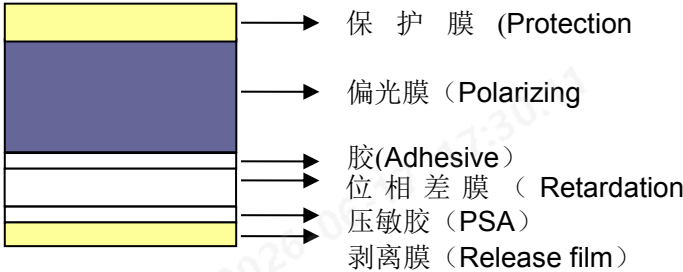 保 护 膜 (Protection
偏光膜（Polarizing
胶(Adhesive）
位 相 差 膜 （ Retardation
压敏胶（PSA）
剥离膜（Release film）